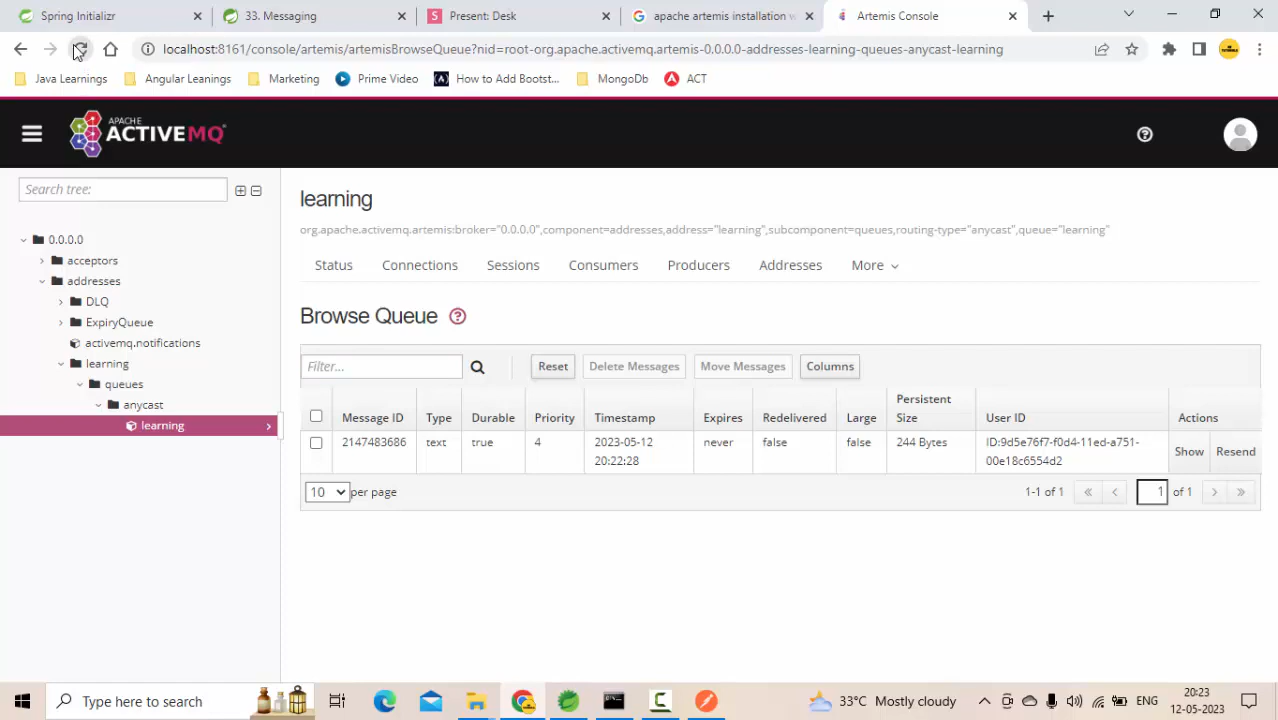 Spring Initializr
33. Messaging
Present: Desk
apache artemis installation w
Artemis Console
localhost:8161/console/artemis/artemisBrowseQueue?nid=root-org.apache.activemq.artemis-0.0.0.0-addresses-learning-queues-anycast-learning
Java Learnings
Angular Leanings
Marketing
Prime Video
How to Add Bootst...
MongoDb
ACT
APACHE
ACTIVEMQ
Search tree:
0.0.0.0
acceptors
addresses
DLQ
ExpiryQueue
activemq.notifications
learning
queues
anycast
learning
learning
org.apache.activemq.artemis:broker="0.0.0.0",component=addresses,address="learning",subcomponent=queues,routing-type="anycast",queue="learning"
Status Connections Sessions Consumers Producers Addresses More
Browse Queue
Filter... Reset Delete Messages Move Messages Columns
Message ID Type Durable Priority Timestamp Expires Redelivered Large Persistent Size User ID Actions
2147483686 text true 4 2023-05-12 20:22:28 never false false 244 Bytes ID:9d5e76f7-f0d4-11ed-a751-00e18c6554d2 Show Resend
10 per page 1-1 of 1 1 of 1
Type here to search
33°C Mostly cloudy
ENG
20:23
12-05-2023